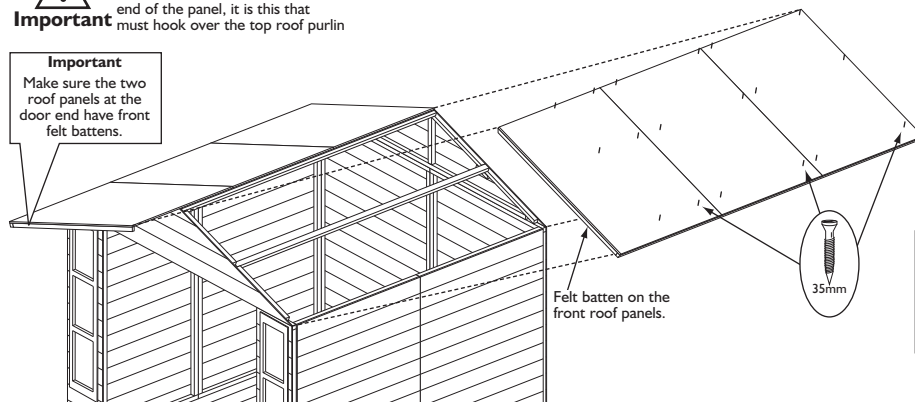 end of the panel, it is this that
Important must hook over the top roof purlin
Important
Make sure the two
roof panels at the
door end have front
felt battens.
Felt batten on the
front roof panels.
35mm